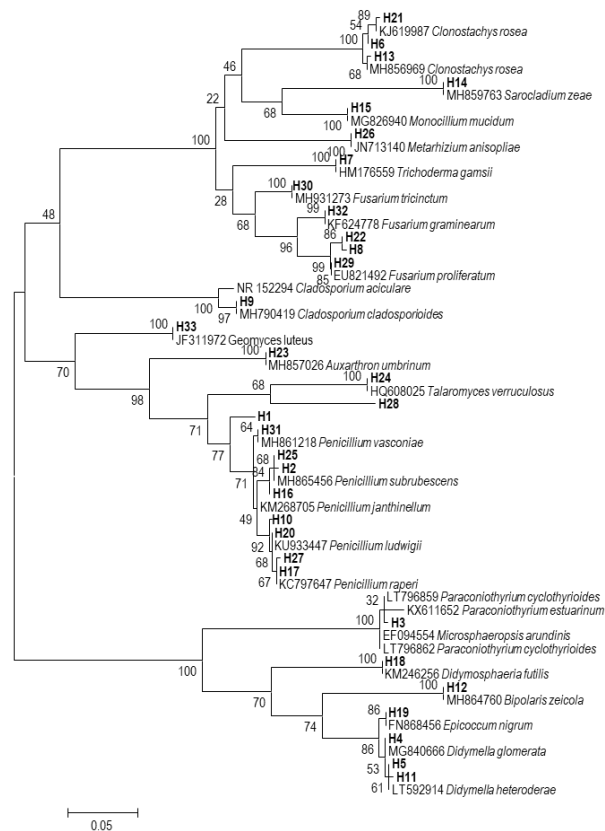 89 H21
54 KJ619987 Clonostachys rosea
100 H6
H13
68 MH856969 Clonostachys rosea
46
100 H14
MH859763 Sarocladium zeae
22
68
H15
100 MG826940 Monocillium mucidum
100
H26
JN713140 Metarhizium anisopliae
100
100 H7
HM176559 Trichoderma gamsii
28
100 H30
MH931273 Fusarium tricinctum
48
68
99 H32
KF624778 Fusarium graminearum
96
86 H22
H8
99 H29
85 EU821492 Fusarium proliferatum
NR 152294 Cladosporium aciculare
100 H9
97 MH790419 Cladosporium cladosporioides
100 H33
JF311972 Geomyces luteus
70
100 H23
MH857026 Auxarthron umbrinum
98
68
100 H24
HQ608025 Talaromyces verruculosus
H28
71
H1
77
64 H31
MH861218 Penicillium vasconiae
68 H25
84 H2
71 MH865456 Penicillium subrubescens
H16
KM268705 Penicillium janthinellum
49
H10
H20
92 KU933447 Penicillium ludwigii
68 H27
H17
67 KC797647 Penicillium raperi
32 LT796859 Paraconiothyrium cyclothyrioides
KX611652 Paraconiothyrium estuarinum
100 H3
EF094554 Microsphaeropsis arundinis
LT796862 Paraconiothyrium cyclothyrioides
100
100 H18
KM246256 Didymosphaeria futilis
70
100 H12
MH864760 Bipolaris zeicola
74
86 H19
FN868456 Epicoccum nigrum
H4
86 MG840666 Didymella glomerata
H5
53 H11
61 LT592914 Didymella heteroderae
0.05